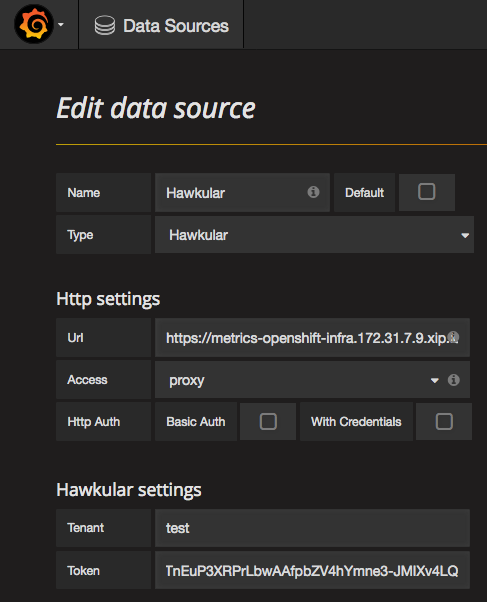 Data Sources
Edit data source
Name Hawkular Default
Type Hawkular
Http settings
Url https://metrics-openshift-infra.172.31.7.9.xip.
Access proxy
Http Auth Basic Auth With Credentials
Hawkular settings
Tenant test
Token TnEuP3XRPrLbwAAfpbZV4hYmne3-JMlXv4LQ